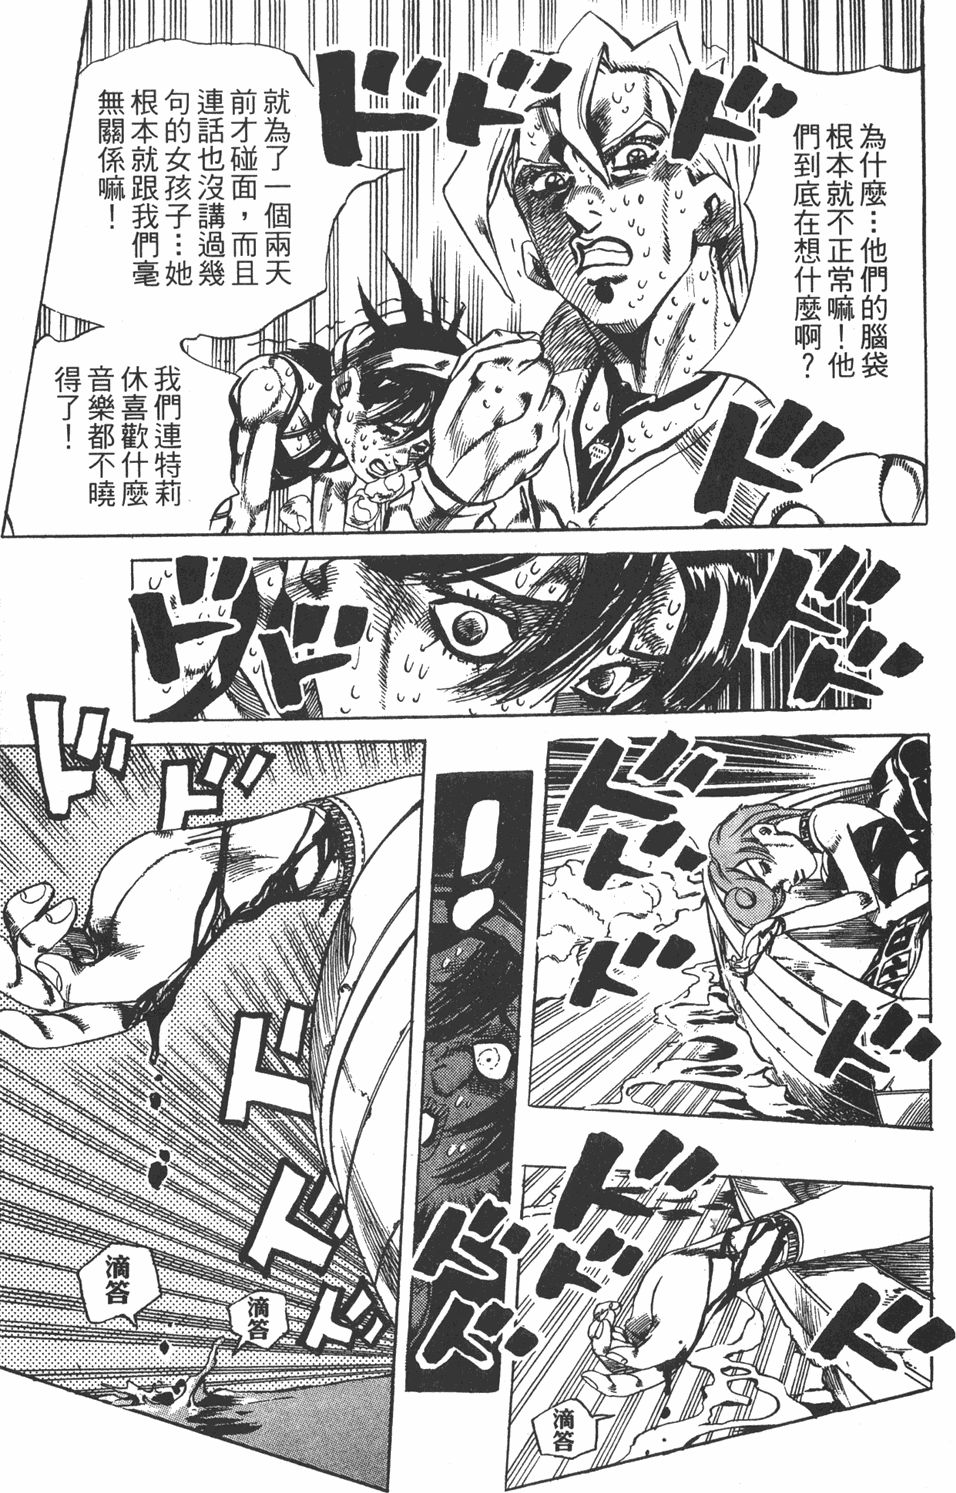 為什麼…他們的腦袋
根本就不正常嘛！他
們到底在想什麼啊？
ドドド
就為了一個兩天
前才碰面，而且
連話也沒講過幾
句的女孩子…她
根本就跟我們毫
無關係嘛！
ド
我們連特莉
休喜歡什麼
音樂都不曉
得了！
ドド
ドド
ドドド
ド
！
ドドド
ド
滴答
ドド
ドドド
ドドド
滴答
滴答